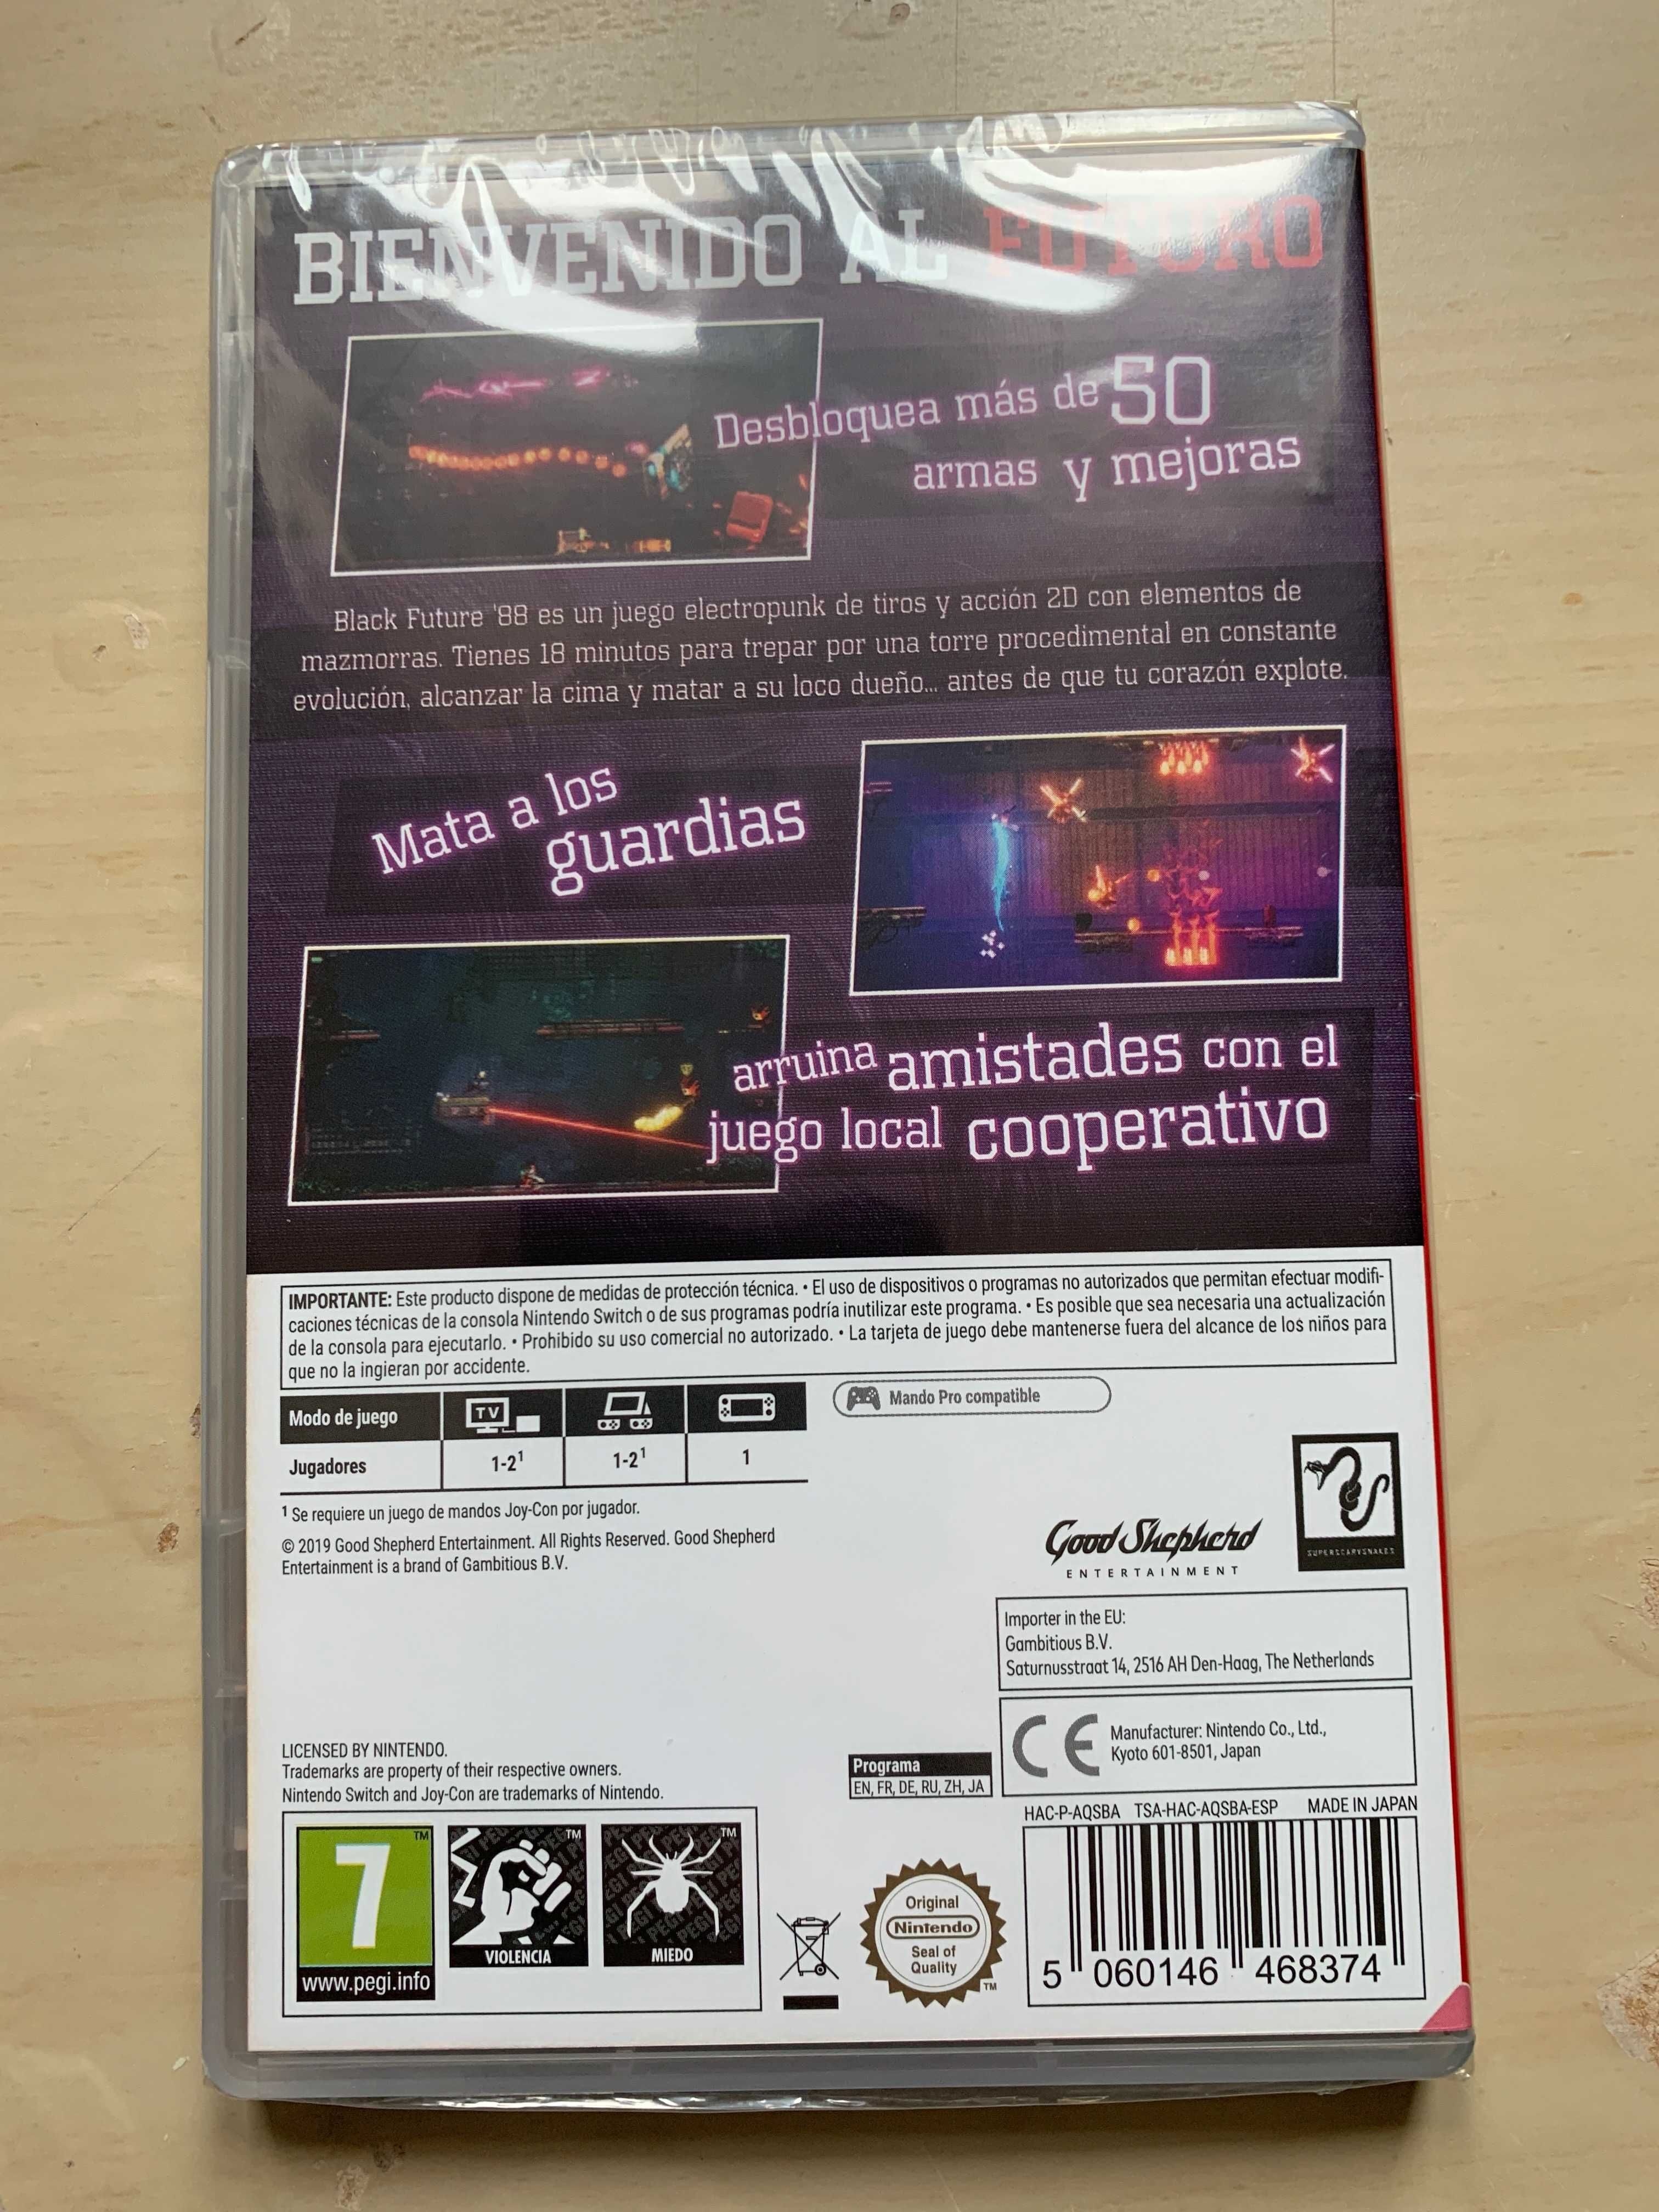 BIENVENIDO AL FUTURO
Desbloquea más de 50
armas y mejoras
Black Future '88 es un juego electropunk de tiros y acción 2D con elementos de
mazmorras. Tienes 18 minutos para trepar por una torre procedimental en constante
evolución, alcanzar la cima y matar a su loco dueño... antes de que tu corazón explote.
Mata a los
guardias
arruina amistades con el
juego local cooperativo
IMPORTANTE: Este producto dispone de medidas de protección técnica. • El uso de dispositivos o programas no autorizados que permitan efectuar modifi-
caciones técnicas de la consola Nintendo Switch o de sus programas podría inutilizar este programa. • Es posible que sea necesaria una actualización
de la consola para ejecutarlo. • Prohibido su uso comercial no autorizado. • La tarjeta de juego debe mantenerse fuera del alcance de los niños para
que no la ingieran por accidente.
Modo de juego TV
Jugadores 1-2¹ 1-2¹ 1
Mando Pro compatible
¹ Se requiere un juego de mandos Joy-Con por jugador.
© 2019 Good Shepherd Entertainment. All Rights Reserved. Good Shepherd
Entertainment is a brand of Gambitious B.V.
Good Shepherd
ENTERTAINMENT
SUPERSCARYSNAKES
Importer in the EU:
Gambitious B.V.
Saturnusstraat 14, 2516 AH Den-Haag, The Netherlands
CE
Manufacturer: Nintendo Co., Ltd.,
Kyoto 601-8501, Japan
LICENSED BY NINTENDO.
Trademarks are property of their respective owners.
Nintendo Switch and Joy-Con are trademarks of Nintendo.
Programa
EN, FR, DE, RU, ZH, JA
HAC-P-AQSBA TSA-HAC-AQSBA-ESP MADE IN JAPAN
7 ™
www.pegi.info
™
VIOLENCIA
™
MIEDO
Original
Nintendo
Seal of
Quality
™
5 060146 468374